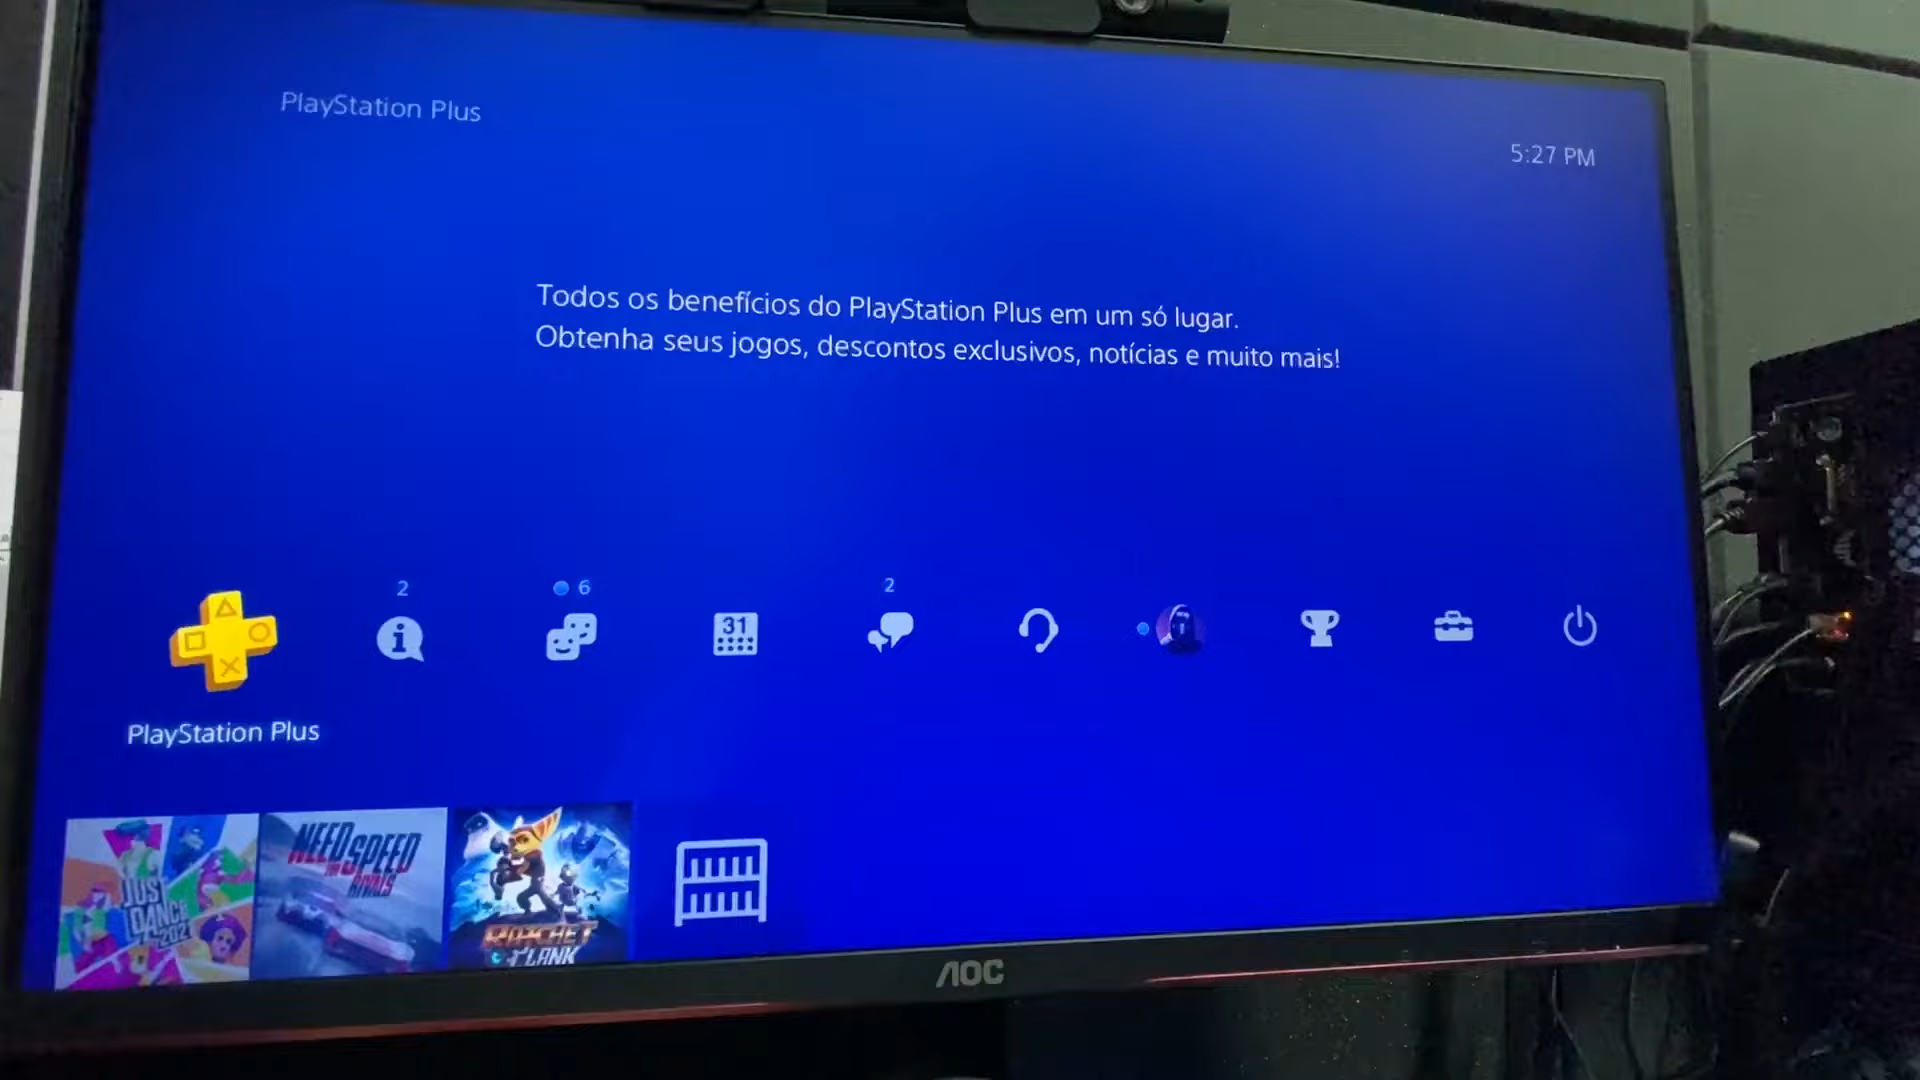 PlayStation Plus
5:27 PM
Todos os benefícios do PlayStation Plus em um só lugar.
Obtenha seus jogos, descontos exclusivos, notícias e muito mais!
2
6
31
2
PlayStation Plus
JUST DANCE 2021
NEED FOR SPEED
RIVALS
RATCHET
CLANK
AOC